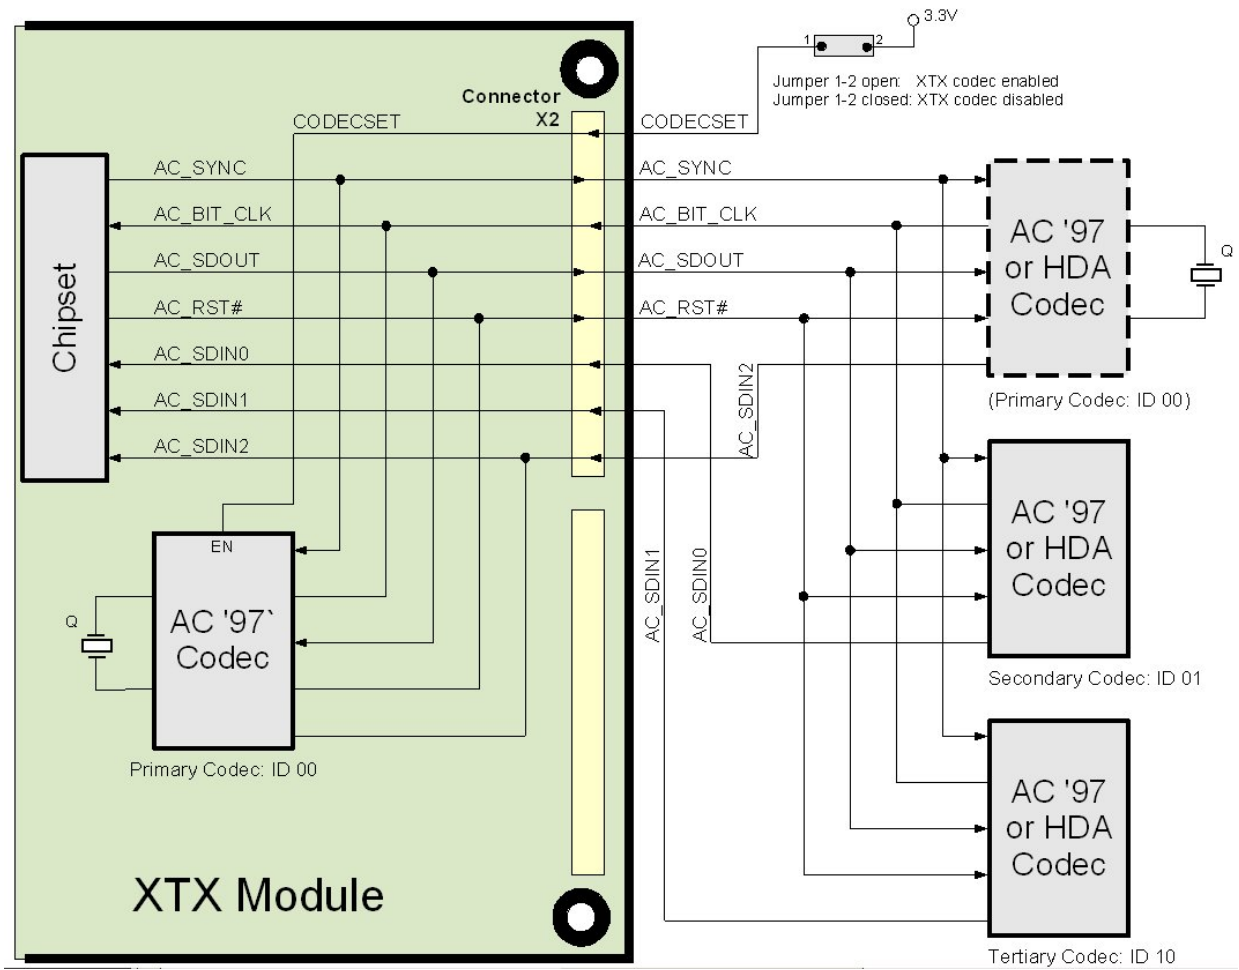 3.3V
1 2
Jumper 1-2 open: XTX codec enabled
Jumper 1-2 closed: XTX codec disabled
Connector
X2
CODECSET
CODECSET
AC_SYNC
AC_SYNC
AC_BIT_CLK
AC_BIT_CLK
AC_SDOUT
AC_SDOUT
AC_RST#
AC_RST#
AC_SDIN0
AC_SDIN1
AC_SDIN2
Chipset
AC_SDIN2
AC '97
or HDA
Codec
Q
(Primary Codec: ID 00)
AC '97
or HDA
Codec
Secondary Codec: ID 01
AC_SDIN1
AC_SDIN0
EN
AC '97`
Codec
Q
Primary Codec: ID 00
AC '97
or HDA
Codec
Tertiary Codec: ID 10
XTX Module